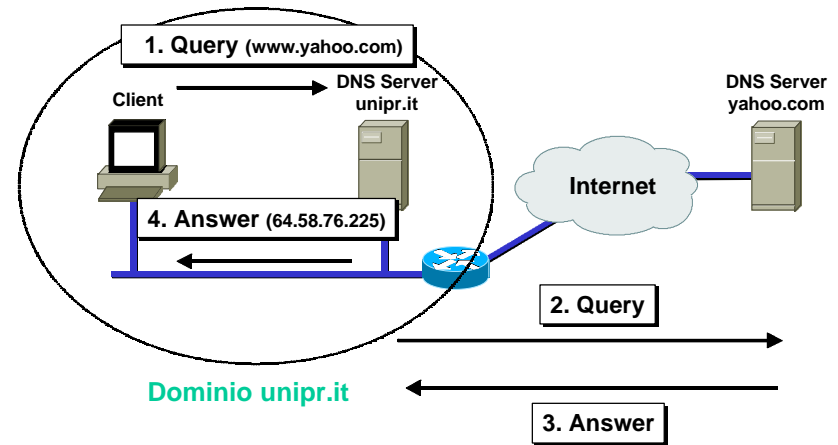 1. Query (www.yahoo.com)
Client
DNS Server
unipr.it
DNS Server
yahoo.com
Internet
4. Answer (64.58.76.225)
2. Query
Dominio unipr.it
3. Answer